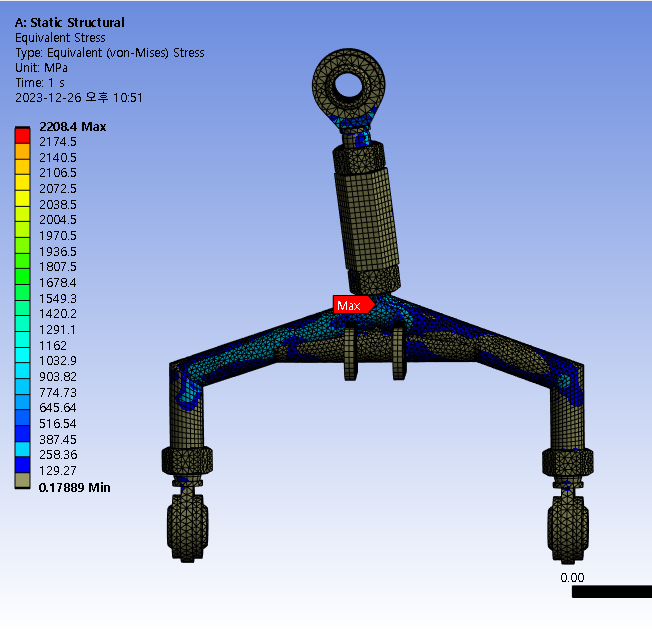 A: Static Structural
Equivalent Stress
Type: Equivalent (von-Mises) Stress
Unit: MPa
Time: 1 s
2023-12-26 오후 10:51
2208.4 Max
2174.5
2140.5
2106.5
2072.5
2038.5
2004.5
1970.5
1936.5
1807.5
1678.4
1549.3
1420.2
1291.1
1162
1032.9
903.82
774.73
645.64
516.54
387.45
258.36
129.27
0.17889 Min
Max
0.00